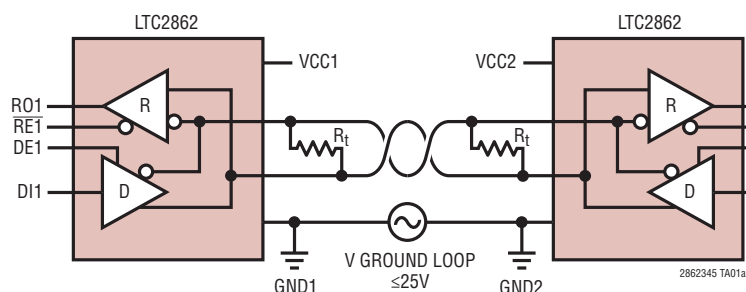 LTC2862
LTC2862
VCC1
VCC2
RO1
R
R
RE1
Rt
Rt
DE1
DI1
D
D
V GROUND LOOP
≤25V
GND1
GND2
2862345 TA01a